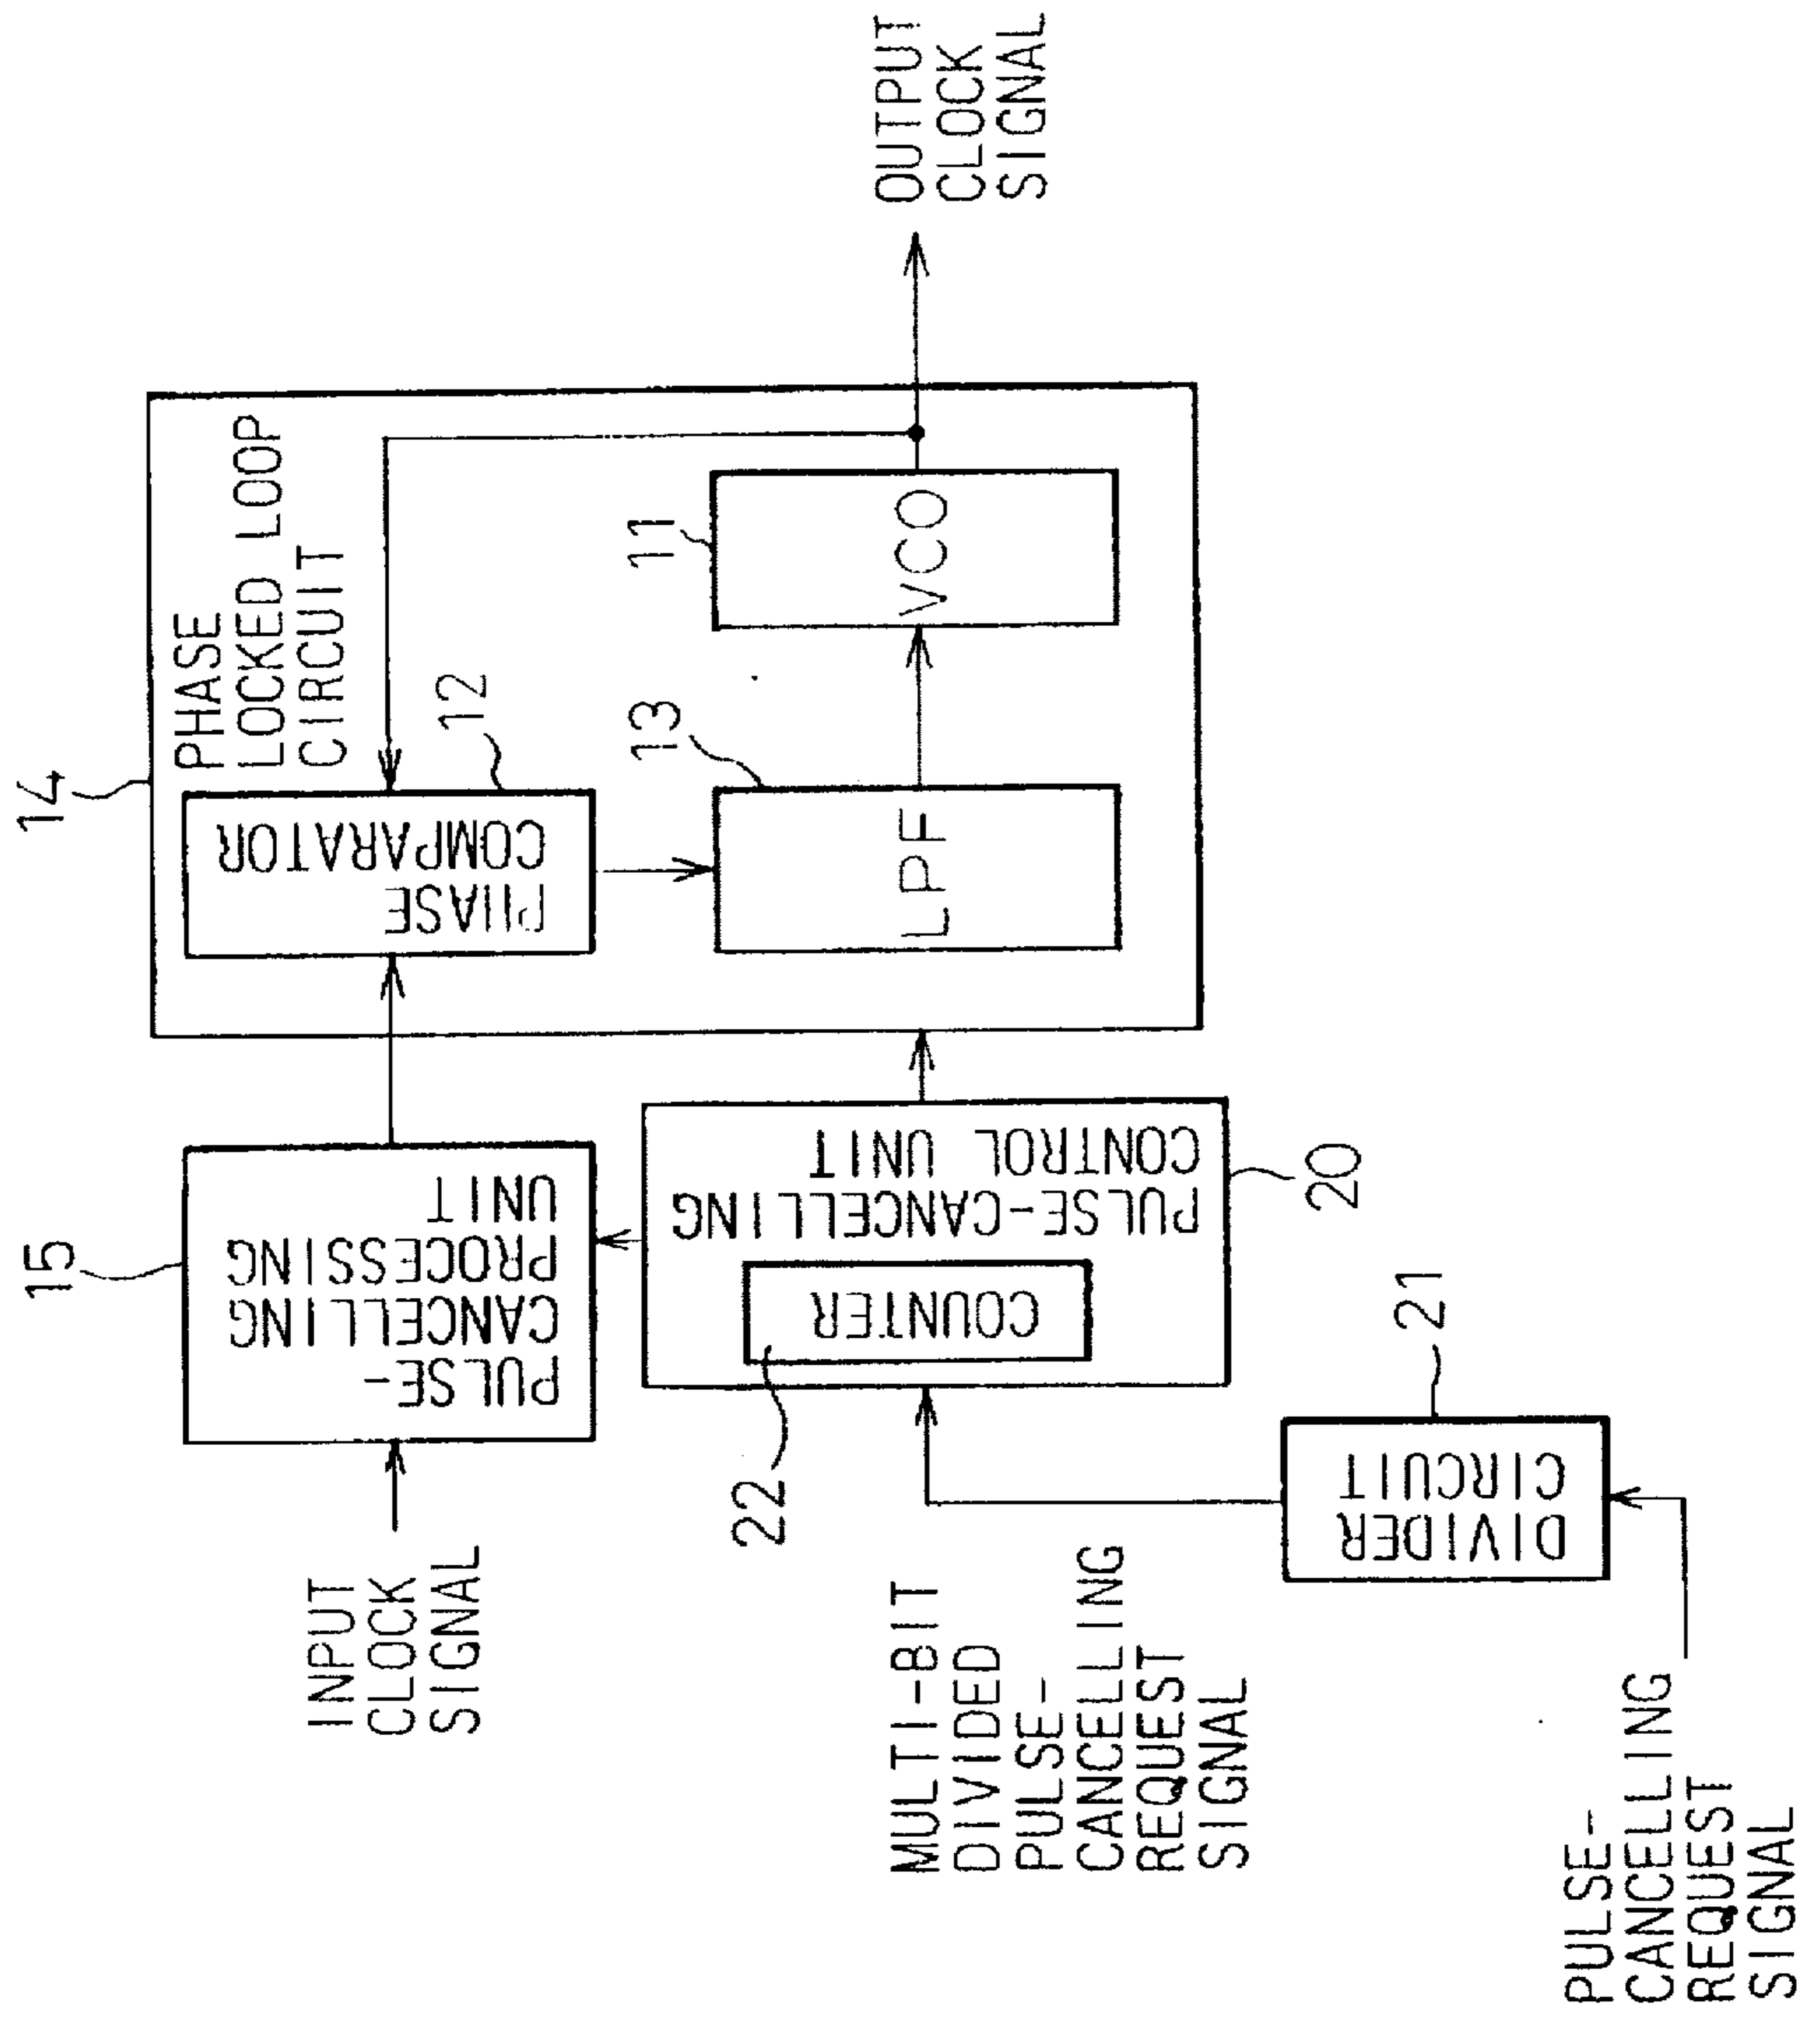 14
PHASE
LOCKED LOOP
CIRCUIT
15
INPUT
CLOCK
SIGNAL
PULSE-
CANCELLING
PROCESSING
UNIT
PHASE
COMPARATOR
12
13
LPF
11
VCO
OUTPUT
CLOCK
SIGNAL
22
COUNTER
PULSE-CANCELLING
CONTROL UNIT
20
MULTI-BIT
DIVIDED
PULSE-
CANCELLING
REQUEST
SIGNAL
21
DIVIDER
CIRCUIT
PULSE-
CANCELLING
REQUEST
SIGNAL